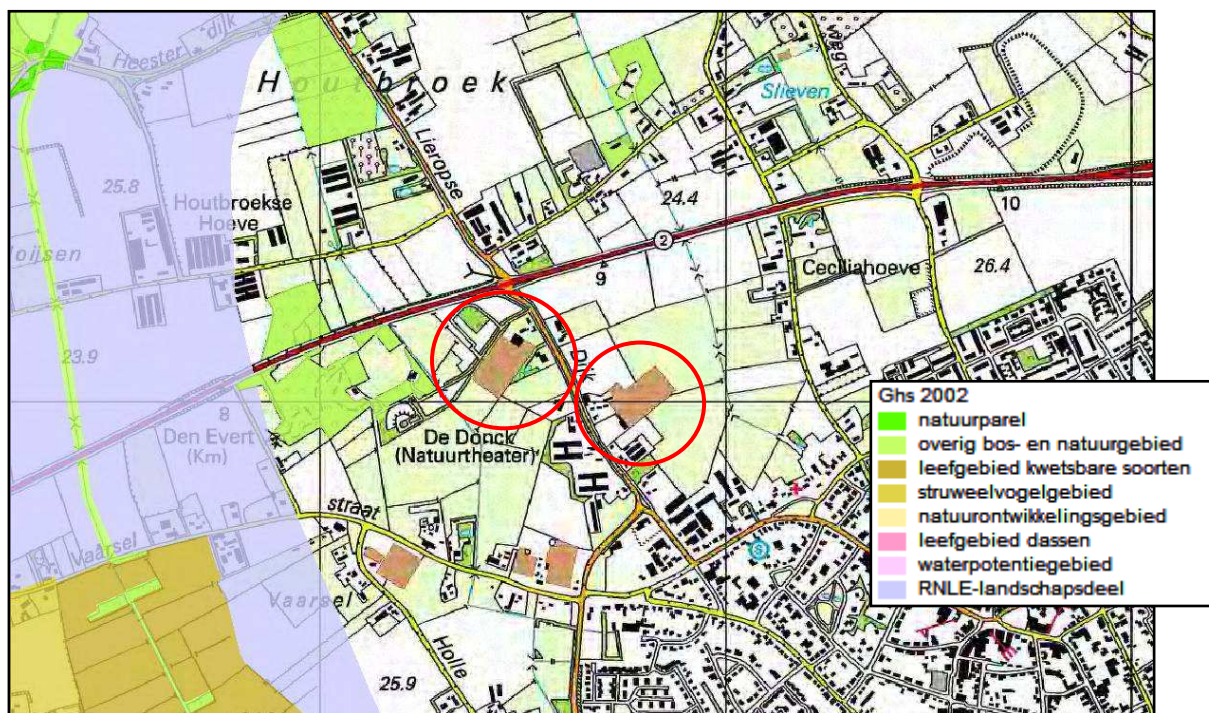 Heester dijk
Houtbroek
Slieven
Lieropse
25.8
Houtbroekse
Hoeve
24.4
2
10
9
Ceciliahoeve
26.4
23.9
Dijk
8
Den Evert
(Km)
De Donck
(Natuurtheater)
straat
Vaarsel
Vaarsel
Holle
25.9
Ghs 2002
natuurparel
overig bos- en natuurgebied
leefgebied kwetsbare soorten
struweelvogelgebied
natuurontwikkelingsgebied
leefgebied dassen
waterpotentiegebied
RNLE-landschapsdeel